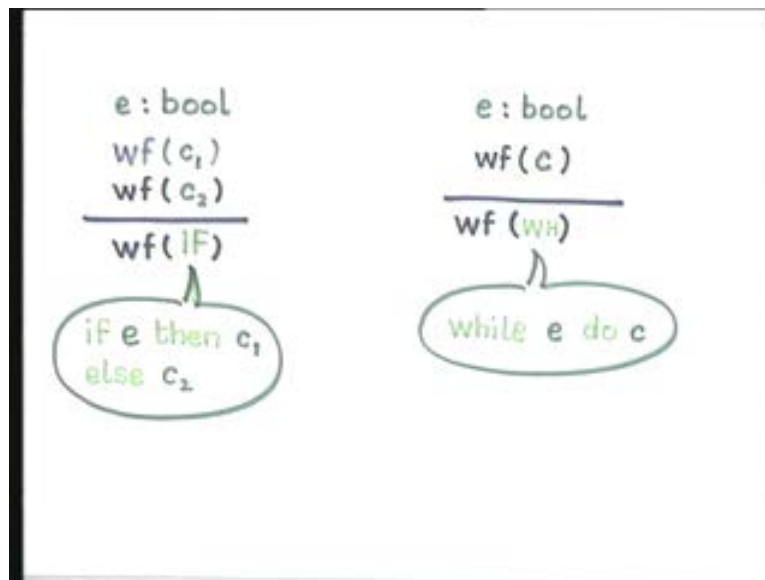 e : bool
wf(c₁)
wf(c₂)
wf(IF)
if e then c₁
else c₂
e : bool
wf(c)
wf(WH)
while e do c